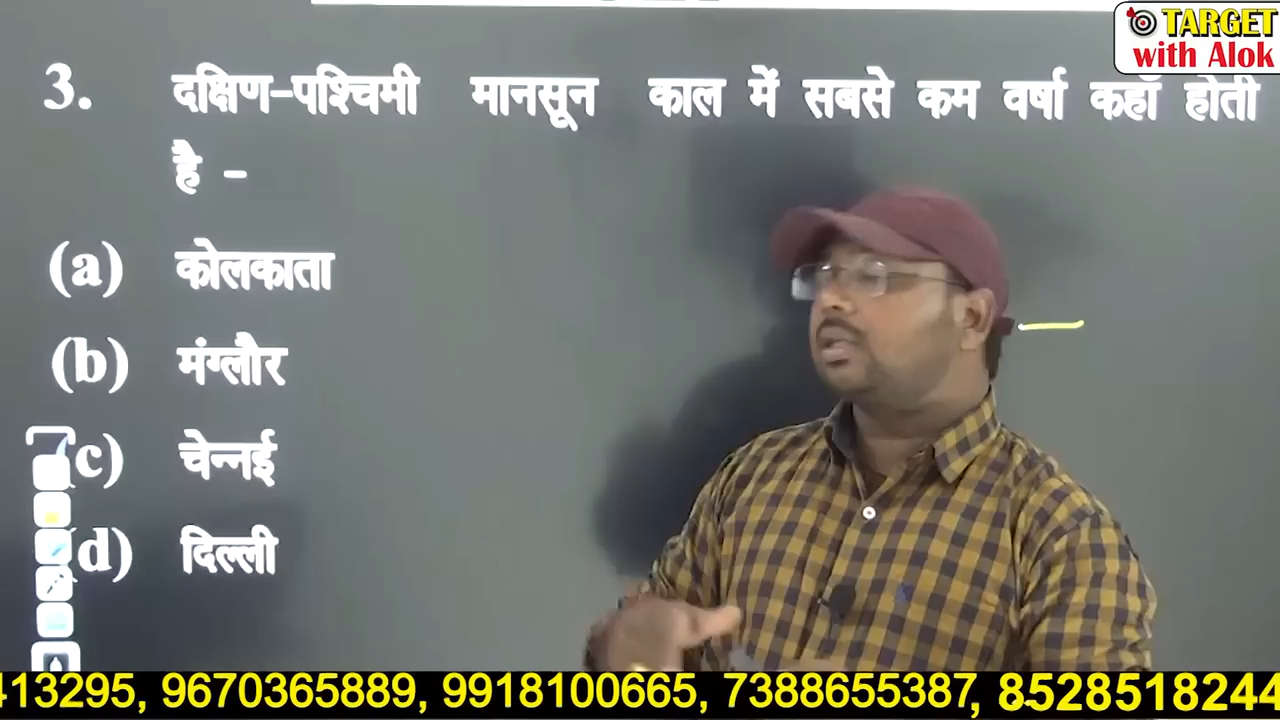 TARGET
with Alok
3. दक्षिण-पश्चिमी मानसून काल में सबसे कम वर्षा कहाँ होती
है -
(a) कोलकाता
(b) मंग्लौर
(c) चेन्नई
(d) दिल्ली
413295, 9670365889, 9918100665, 7388655387, 8528518244